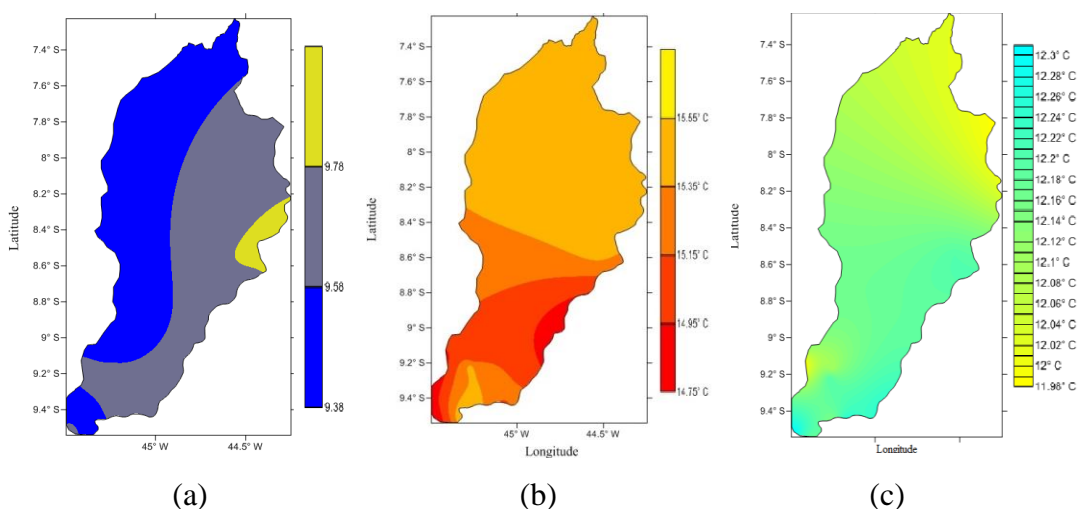 Latitude
7.4° S
7.6° S
7.8° S
8° S
8.2° S
8.4° S
8.6° S
8.8° S
9° S
9.2° S
9.4° S
45° W
44.5° W
9.78
9.58
9.38
(a)
Latitude
7.4° S
7.6° S
7.8° S
8° S
8.2° S
8.4° S
8.6° S
8.8° S
9° S
9.2° S
9.4° S
45° W
44.5° W
Longitude
15.55° C
15.35° C
15.15° C
14.95° C
14.75° C
(b)
Latitude
7.4° S
7.6° S
7.8° S
8° S
8.2° S
8.4° S
8.6° S
8.8° S
9° S
9.2° S
9.4° S
Longitude
12.3° C
12.28° C
12.26° C
12.24° C
12.22° C
12.2° C
12.18° C
12.16° C
12.14° C
12.12° C
12.1° C
12.08° C
12.06° C
12.04° C
12.02° C
12° C
11.98° C
(c)